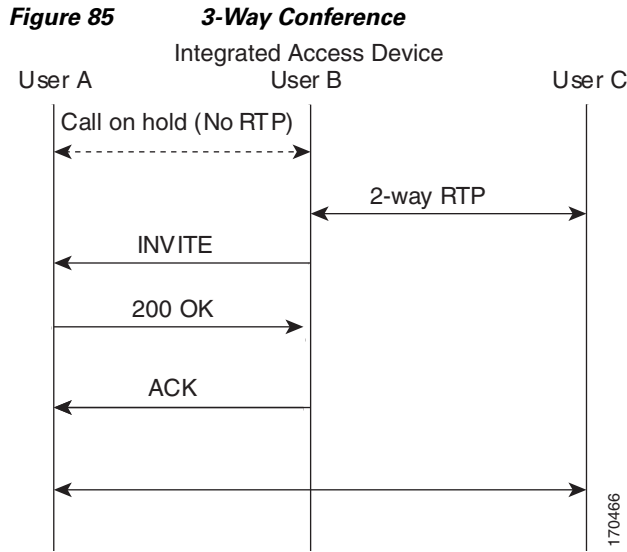 Figure 85 3-Way Conference
Integrated Access Device
User A User B User C
Call on hold (No RTP)
2-way RTP
INVITE
200 OK
ACK
170466